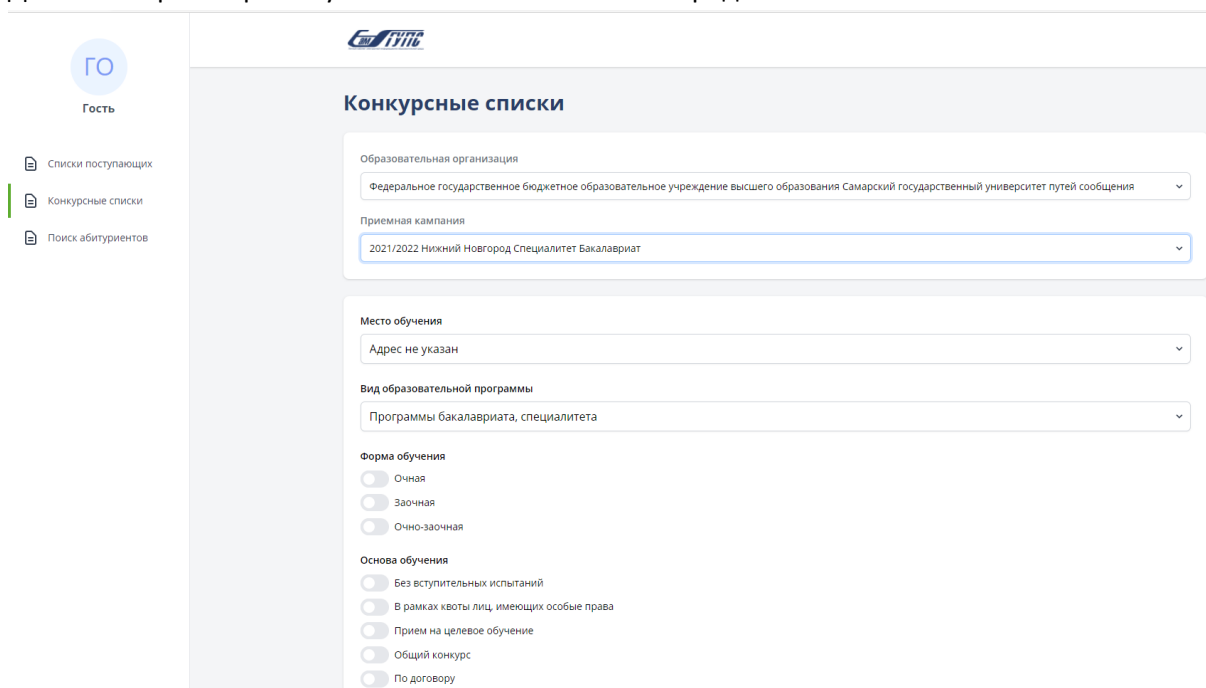 ГО
Гость
Списки поступающих
Конкурсные списки
Поиск абитуриентов
СамГУПС
Конкурсные списки
Образовательная организация
Федеральное государственное бюджетное образовательное учреждение высшего образования Самарский государственный университет путей сообщения
Приемная кампания
2021/2022 Нижний Новгород Специалитет Бакалавриат
Место обучения
Адрес не указан
Вид образовательной программы
Программы бакалавриата, специалитета
Форма обучения
Очная
Заочная
Очно-заочная
Основа обучения
Без вступительных испытаний
В рамках квоты лиц, имеющих особые права
Прием на целевое обучение
Общий конкурс
По договору